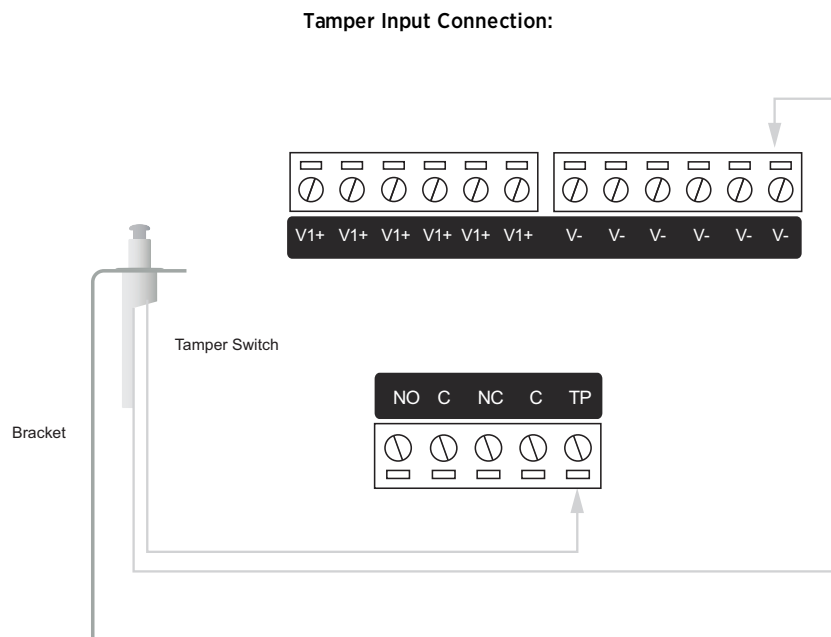 Tamper Input Connection:
V1+ V1+ V1+ V1+ V1+ V1+ V- V- V- V- V- V-
Tamper Switch
NO C NC C TP
Bracket